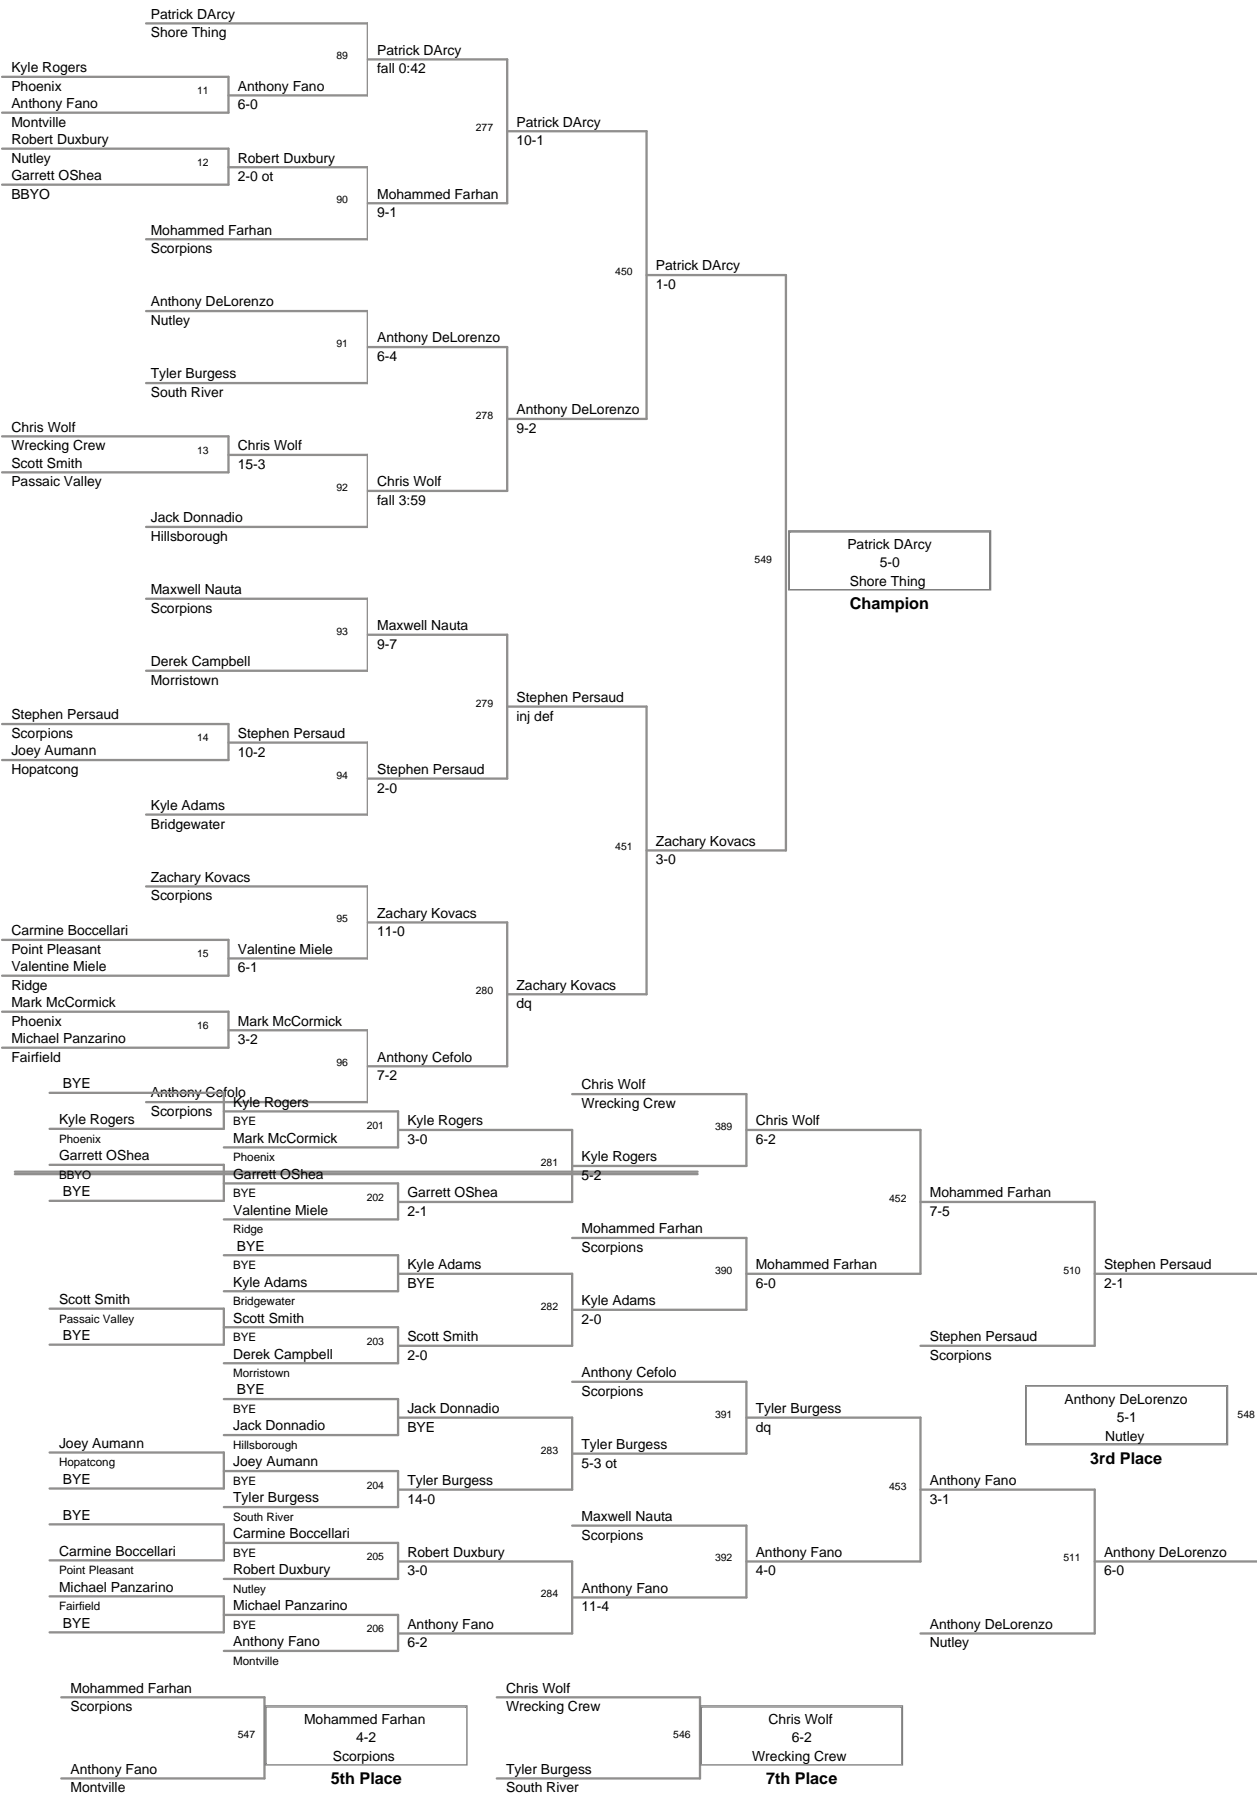 Patrick DArcy
Shore Thing
89
Patrick DArcy
fall 0:42
Kyle Rogers
Phoenix
11
Anthony Fano
6-0
Anthony Fano
Montville
277
Patrick DArcy
10-1
Robert Duxbury
Nutley
12
Robert Duxbury
2-0 ot
Garrett OShea
BBYO
90
Mohammed Farhan
9-1
Mohammed Farhan
Scorpions
450
Patrick DArcy
1-0
Anthony DeLorenzo
Nutley
91
Anthony DeLorenzo
6-4
Tyler Burgess
South River
278
Anthony DeLorenzo
9-2
Chris Wolf
Wrecking Crew
13
Chris Wolf
15-3
Scott Smith
Passaic Valley
92
Chris Wolf
fall 3:59
Jack Donnadio
Hillsborough
549
Patrick DArcy
5-0
Shore Thing
Champion
Maxwell Nauta
Scorpions
93
Maxwell Nauta
9-7
Derek Campbell
Morristown
279
Stephen Persaud
inj def
Stephen Persaud
Scorpions
14
Stephen Persaud
10-2
Joey Aumann
Hopatcong
94
Stephen Persaud
2-0
Kyle Adams
Bridgewater
451
Zachary Kovacs
3-0
Zachary Kovacs
Scorpions
95
Zachary Kovacs
11-0
Carmine Boccellari
Point Pleasant
15
Valentine Miele
6-1
Valentine Miele
Ridge
280
Zachary Kovacs
dq
Mark McCormick
Phoenix
16
Mark McCormick
3-2
Michael Panzarino
Fairfield
96
Anthony Cefolo
7-2
Anthony Cefolo
Scorpions
BYE
Kyle Rogers
Phoenix
Kyle Rogers
BYE
201
Kyle Rogers
3-0
Mark McCormick
Phoenix
Garrett OShea
BBYO
BYE
Garrett OShea
BYE
202
Garrett OShea
2-1
Valentine Miele
Ridge
281
Kyle Rogers
5-2
Chris Wolf
Wrecking Crew
389
Chris Wolf
6-2
BYE
BYE
Kyle Adams
Bridgewater
Kyle Adams
BYE
Scott Smith
Passaic Valley
BYE
Scott Smith
BYE
203
Scott Smith
2-0
Derek Campbell
Morristown
282
Kyle Adams
2-0
Mohammed Farhan
Scorpions
390
Mohammed Farhan
6-0
452
Mohammed Farhan
7-5
510
Stephen Persaud
2-1
Stephen Persaud
Scorpions
BYE
BYE
Jack Donnadio
Hillsborough
Jack Donnadio
BYE
Joey Aumann
Hopatcong
BYE
Joey Aumann
BYE
204
Tyler Burgess
14-0
Tyler Burgess
South River
283
Tyler Burgess
5-3 ot
Anthony Cefolo
Scorpions
391
Tyler Burgess
dq
Anthony DeLorenzo
5-1
Nutley
3rd Place
548
BYE
Carmine Boccellari
Point Pleasant
Carmine Boccellari
BYE
205
Robert Duxbury
3-0
Robert Duxbury
Nutley
Michael Panzarino
Fairfield
BYE
Michael Panzarino
BYE
206
Anthony Fano
6-2
Anthony Fano
Montville
284
Anthony Fano
11-4
Maxwell Nauta
Scorpions
392
Anthony Fano
4-0
453
Anthony Fano
3-1
511
Anthony DeLorenzo
6-0
Anthony DeLorenzo
Nutley
Mohammed Farhan
Scorpions
547
Mohammed Farhan
4-2
Scorpions
5th Place
Anthony Fano
Montville
Chris Wolf
Wrecking Crew
546
Chris Wolf
6-2
Wrecking Crew
7th Place
Tyler Burgess
South River